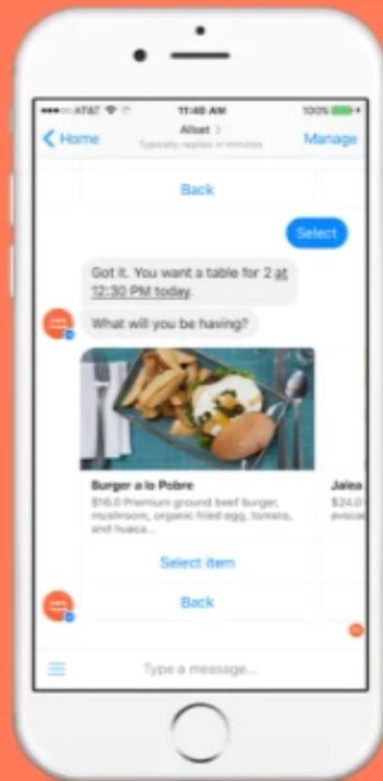 AT&T 11:40 AM 100%
Home Allset Manage
Typically replies in minutes
Back
Select
Got it. You want a table for 2 at
12:30 PM today.
What will you be having?
Burger a lo Pobre Jalea
$16.0 Premium ground beef burger, $24.0
mushroom, organic fried egg, tomato, avocad
and huaca...
Select item
Back
Type a message...